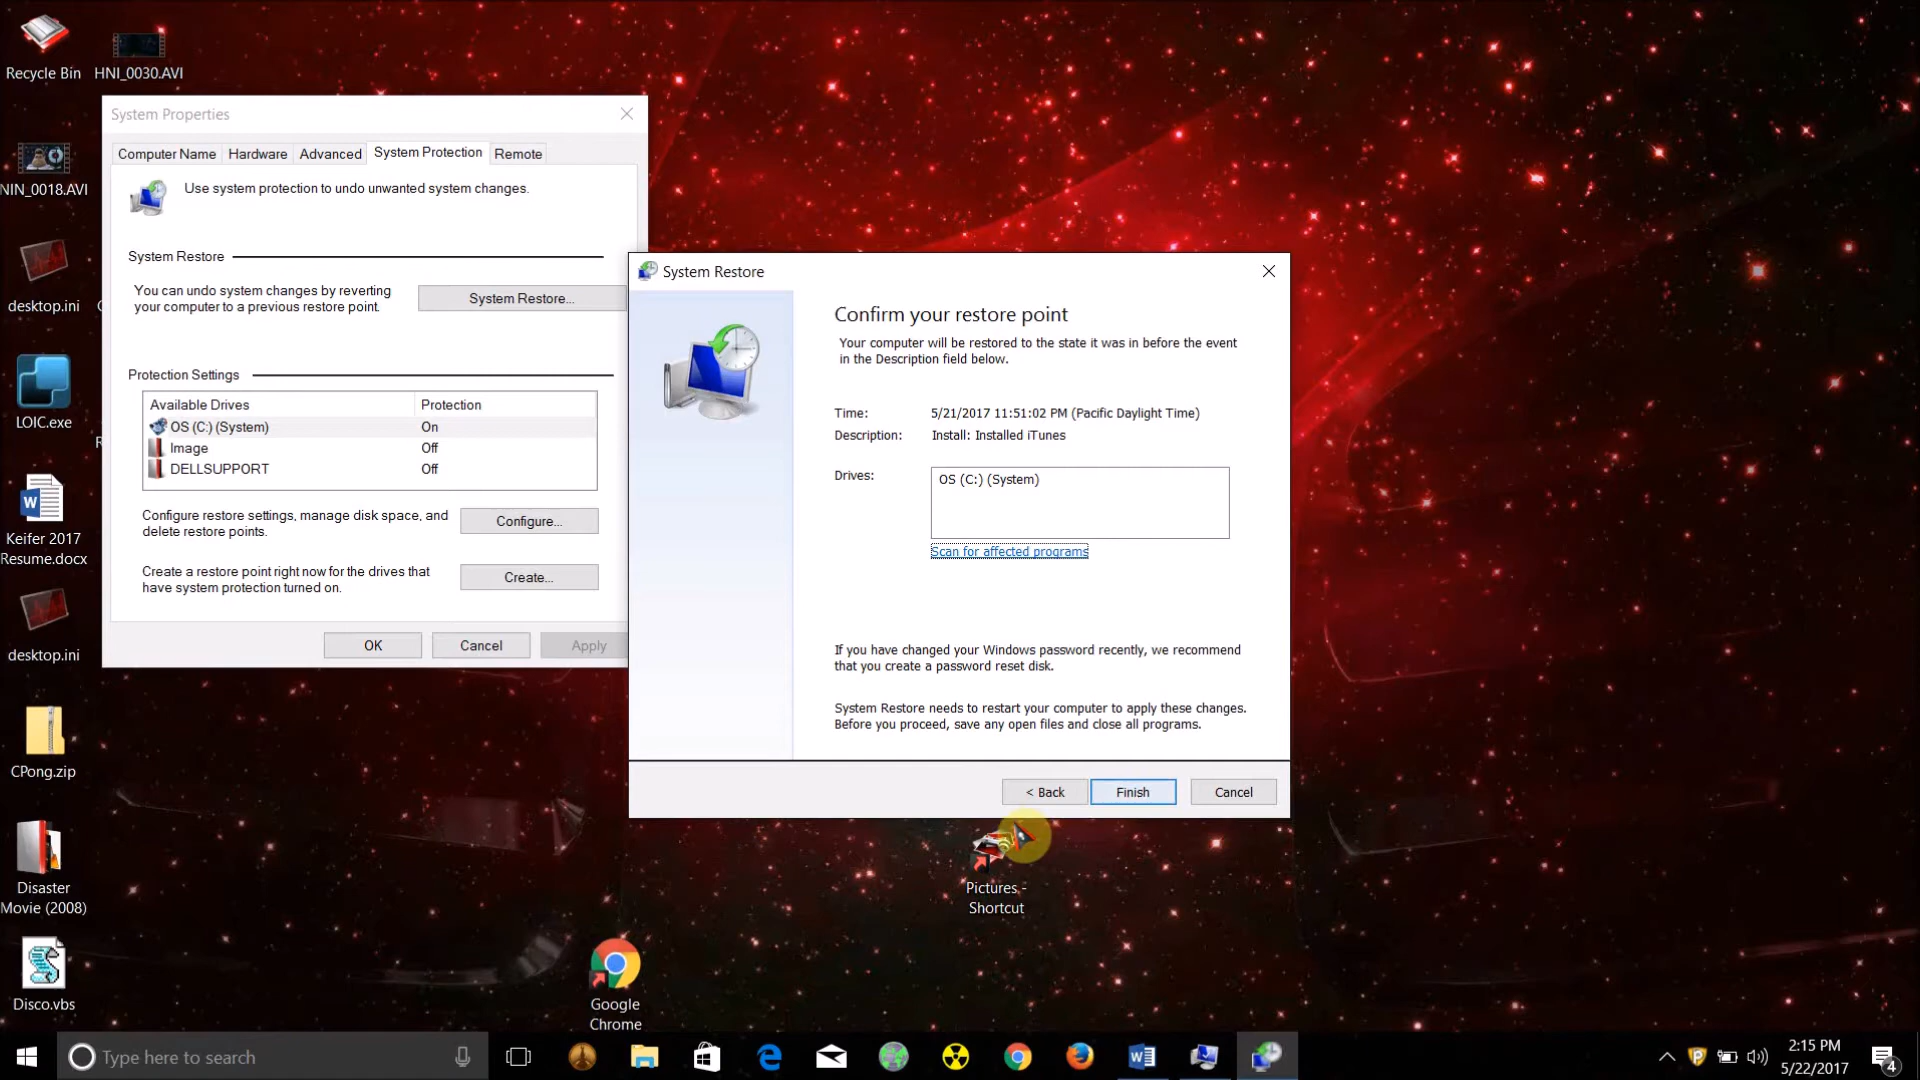 Recycle Bin
HNI_0030.AVI
NIN_0018.AVI
desktop.ini
LOIC.exe
Keifer 2017
Resume.docx
desktop.ini
CPong.zip
Disaster
Movie (2008)
Disco.vbs
System Properties
Computer Name
Hardware
Advanced
System Protection
Remote
Use system protection to undo unwanted system changes.
System Restore
You can undo system changes by reverting
your computer to a previous restore point.
System Restore...
Protection Settings
Available Drives
Protection
OS (C:) (System)
On
Image
Off
DELLSUPPORT
Off
Configure restore settings, manage disk space, and
delete restore points.
Configure...
Create a restore point right now for the drives that
have system protection turned on.
Create...
OK
Cancel
Apply
System Restore
Confirm your restore point
Your computer will be restored to the state it was in before the event
in the Description field below.
Time:
5/21/2017 11:51:02 PM (Pacific Daylight Time)
Description:
Install: Installed iTunes
Drives:
OS (C:) (System)
Scan for affected programs
If you have changed your Windows password recently, we recommend
that you create a password reset disk.
System Restore needs to restart your computer to apply these changes.
Before you proceed, save any open files and close all programs.
< Back
Finish
Cancel
Pictures -
Shortcut
Google
Chrome
Type here to search
2:15 PM
5/22/2017
4